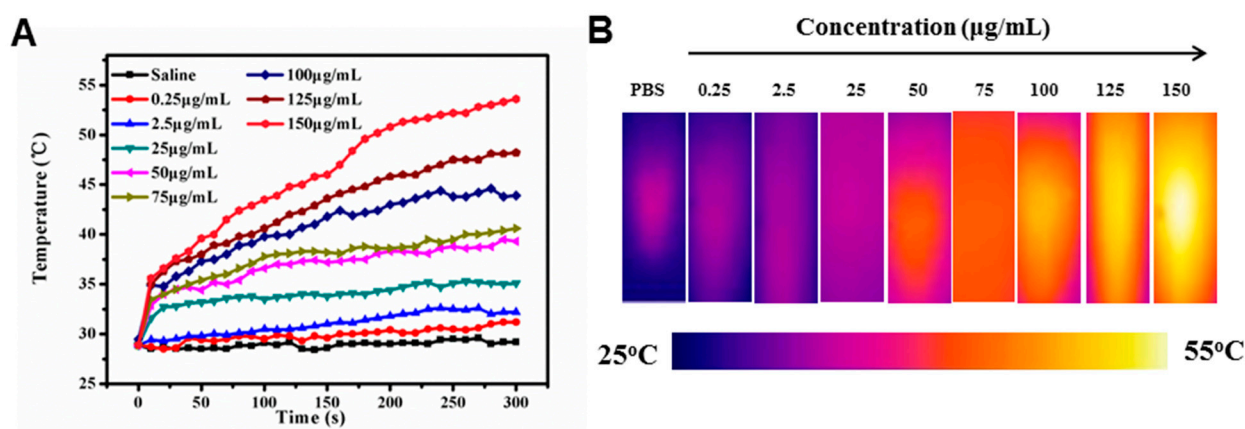 A
Temperature (℃)
55
50
45
40
35
30
25
Saline
0.25µg/mL
2.5µg/mL
25µg/mL
50µg/mL
75µg/mL
100µg/mL
125µg/mL
150µg/mL
0 50 100 150 200 250 300
Time (s)
B
Concentration (µg/mL)
PBS 0.25 2.5 25 50 75 100 125 150
25°C 55°C